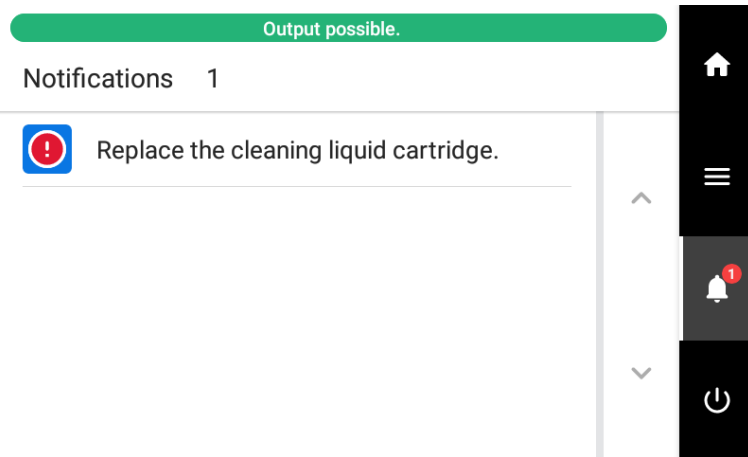 Output possible.
Notifications 1
Replace the cleaning liquid cartridge.
1